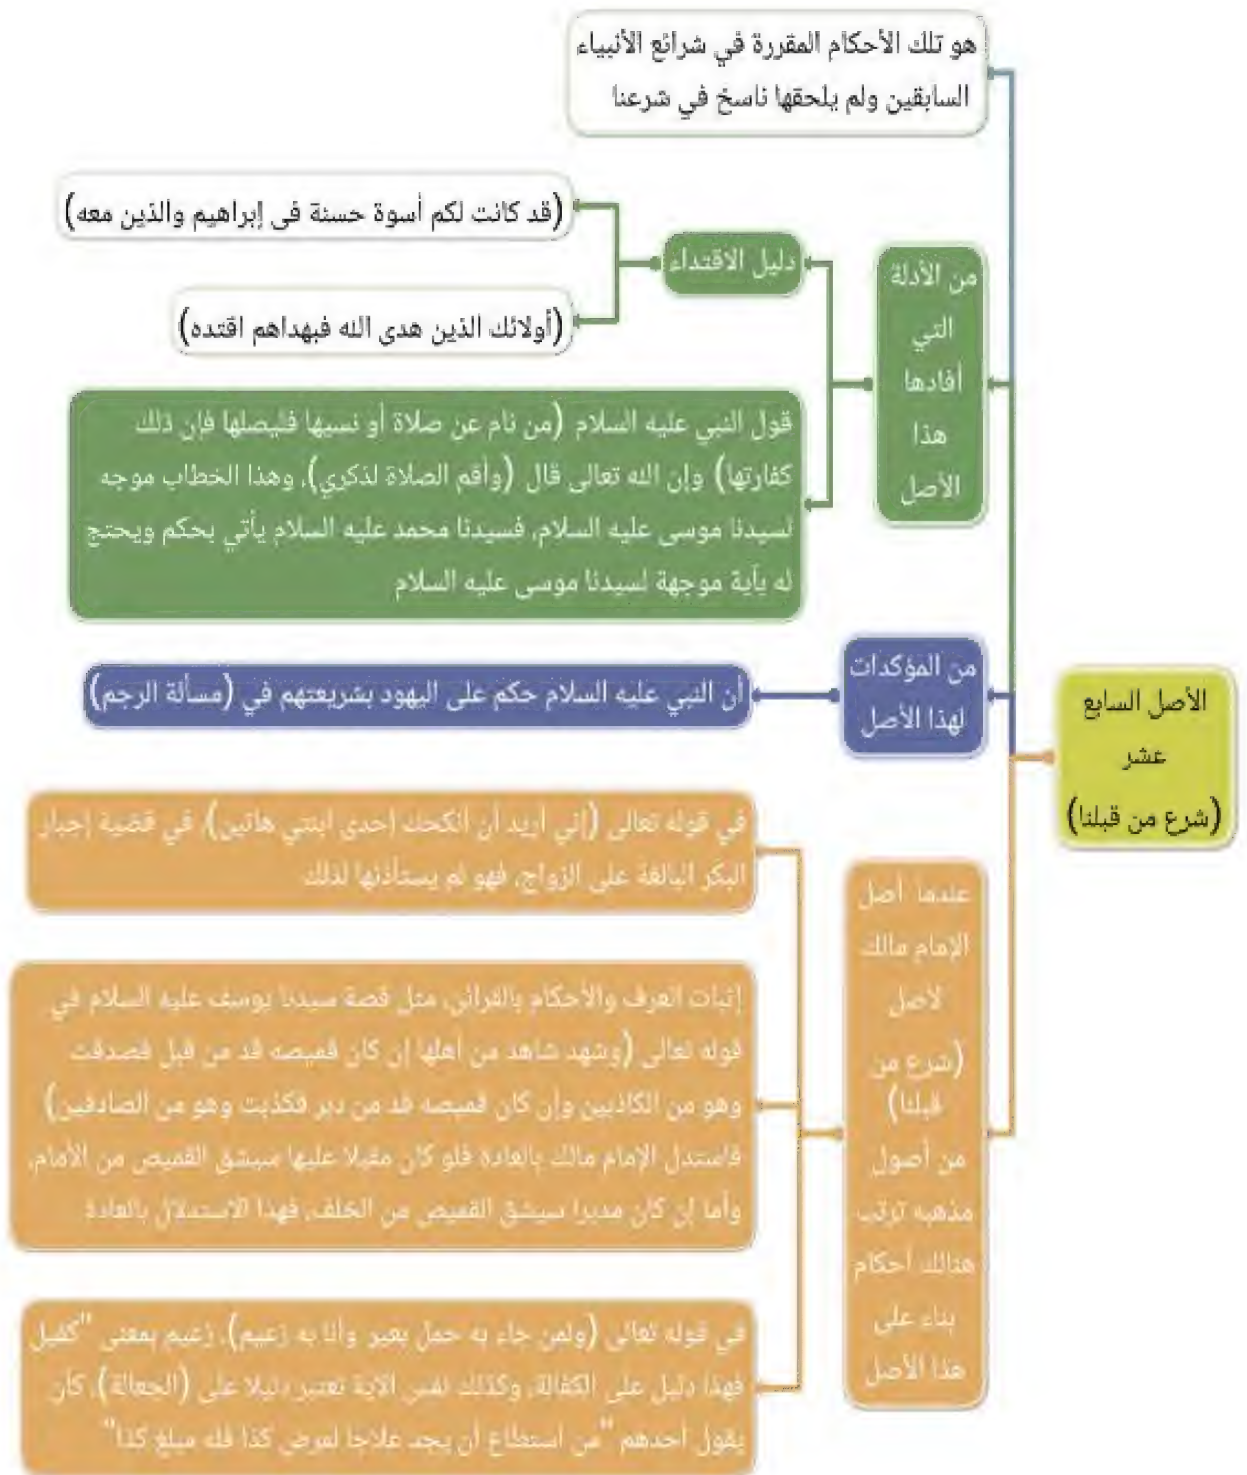 هو تلك الأحكام المقررة في شرائع الأنبياء
السابقين ولم يلحقها ناسخ في شرعنا
الأصل السابع
عشر
(شرع من قبلنا)
من الأدلة
التي
أفادها
هذا
الأصل
دليل الاقتداء
(قد كانت لكم أسوة حسنة فى إبراهيم والذين معه)
(أولائك الذين هدى الله فبهداهم اقتده)
قول النبي عليه السلام (من نام عن صلاة أو نسيها فليصلها فإن ذلك
كفارتها) وإن الله تعالى قال (وأقم الصلاة لذكري)، وهذا الخطاب موجه
لسيدنا موسى عليه السلام، فسيدنا محمد عليه السلام يأتي بحكم ويحتج
له بآية موجهة لسيدنا موسى عليه السلام
من المؤكدات
لهذا الأصل
أن النبي عليه السلام حكم على اليهود بشريعتهم في (مسألة الرجم)
عندما أصل
الإمام مالك
لأصل
(شرع من
قبلنا)
من أصول
مذهبه ترتب
هنالك أحكام
بناء على
هذا الأصل
في قوله تعالى (إني أريد أن أنكحك إحدى ابنتي هاتين)، في قضية إجبار
البكر البالغة على الزواج، فهو لم يستأذنها لذلك
إثبات العرف والأحكام بالقرائن، مثل قصة سيدنا يوسف عليه السلام في
قوله تعالى (وشهد شاهد من أهلها إن كان قميصه قد من قبل فصدقت
وهو من الكاذبين وإن كان قميصه قد من دبر فكذبت وهو من الصادقين)
فاستدل الإمام مالك بالعادة فلو كان مقبلا عليها سيشق القميص من الأمام،
وأما إن كان مدبرا سيشق القميص من الخلف، فهذا الاستدلال بالعادة
في قوله تعالى (ولمن جاء به حمل بعير وأنا به زعيم)، زعيم بمعنى "كفيل
فهذا دليل على الكفالة، وكذلك نفس الآية تعتبر دليلا على (الجعالة)، كأن
يقول أحدهم "من استطاع أن يجد علاجا لمرض كذا فله مبلغ كذا"